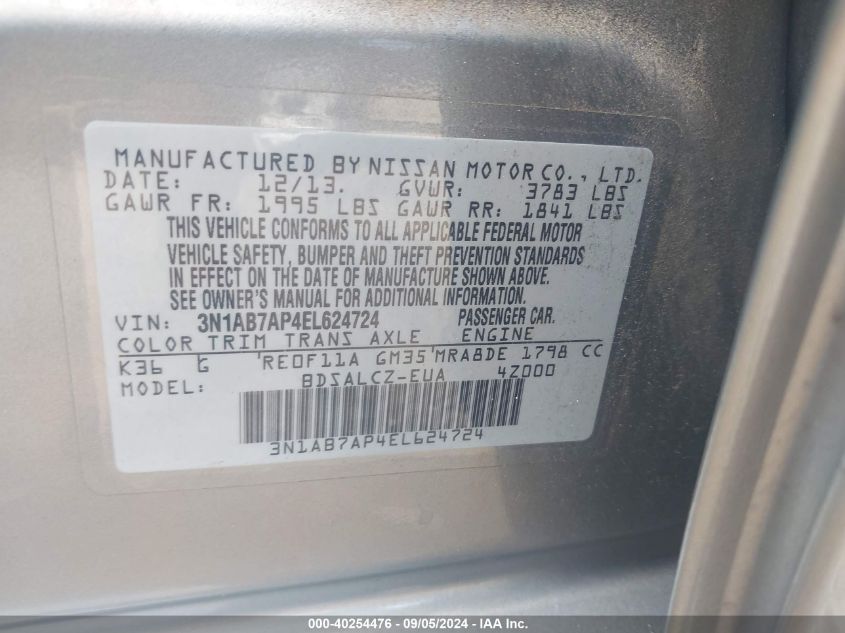 MANUFACTURED BY NISSAN MOTOR CO., LTD.
DATE: 12/13. GVWR: 3783 LBS
GAWR FR: 1995 LBS GAWR RR: 1841 LBS
THIS VEHICLE CONFORMS TO ALL APPLICABLE FEDERAL MOTOR
VEHICLE SAFETY, BUMPER AND THEFT PREVENTION STANDARDS
IN EFFECT ON THE DATE OF MANUFACTURE SHOWN ABOVE.
SEE OWNER'S MANUAL FOR ADDITIONAL INFORMATION.
VIN: 3N1AB7AP4EL624724 PASSENGER CAR.
COLOR TRIM TRANS AXLE ENGINE
K36 G RE0F11A GM35 MRA8DE 1798 CC
MODEL: BDSALCZ-EUA 4Z000
3N1AB7AP4EL624724
000-40254476 - 09/05/2024 - IAA Inc.